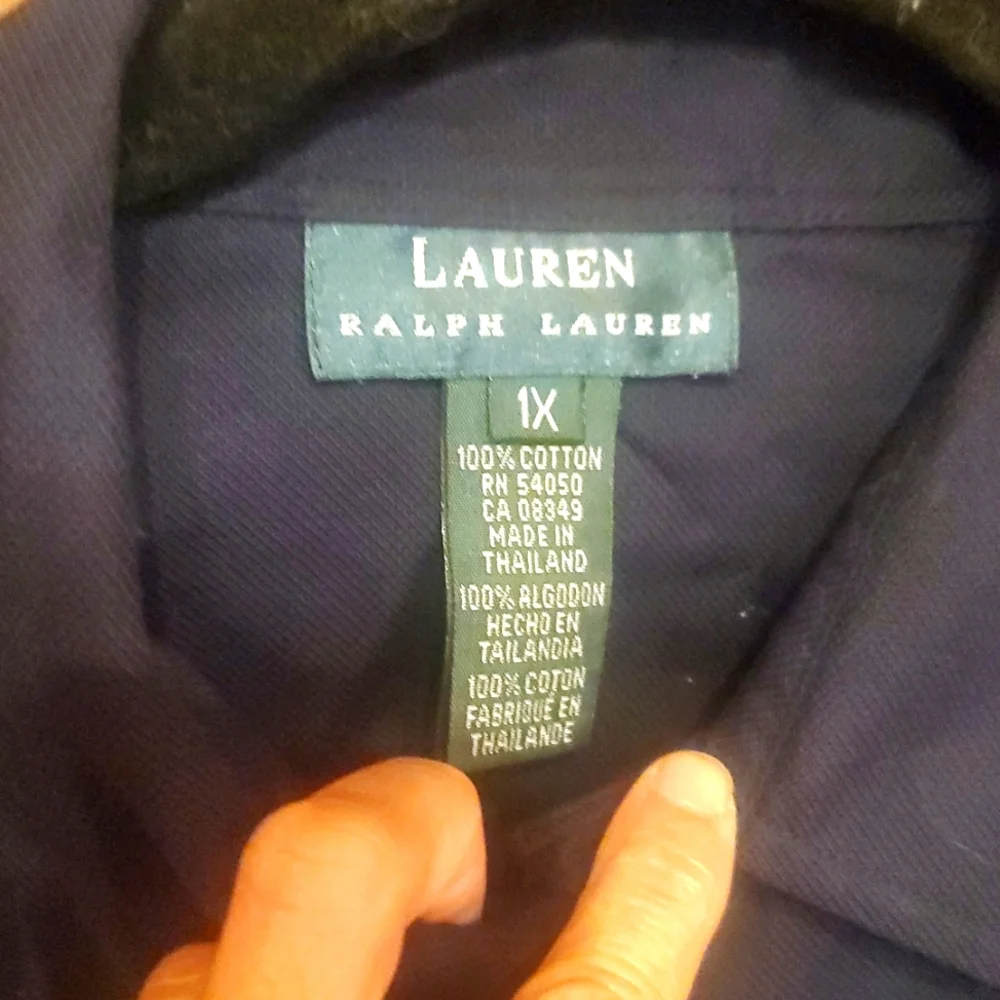 LAUREN
RALPH LAUREN
1X
100% COTTON
RN 54050
CA 08349
MADE IN
THAILAND
100% ALGODON
HECHO EN
TAILANDIA
100% COTON
FABRIQUE EN
THAILANDE